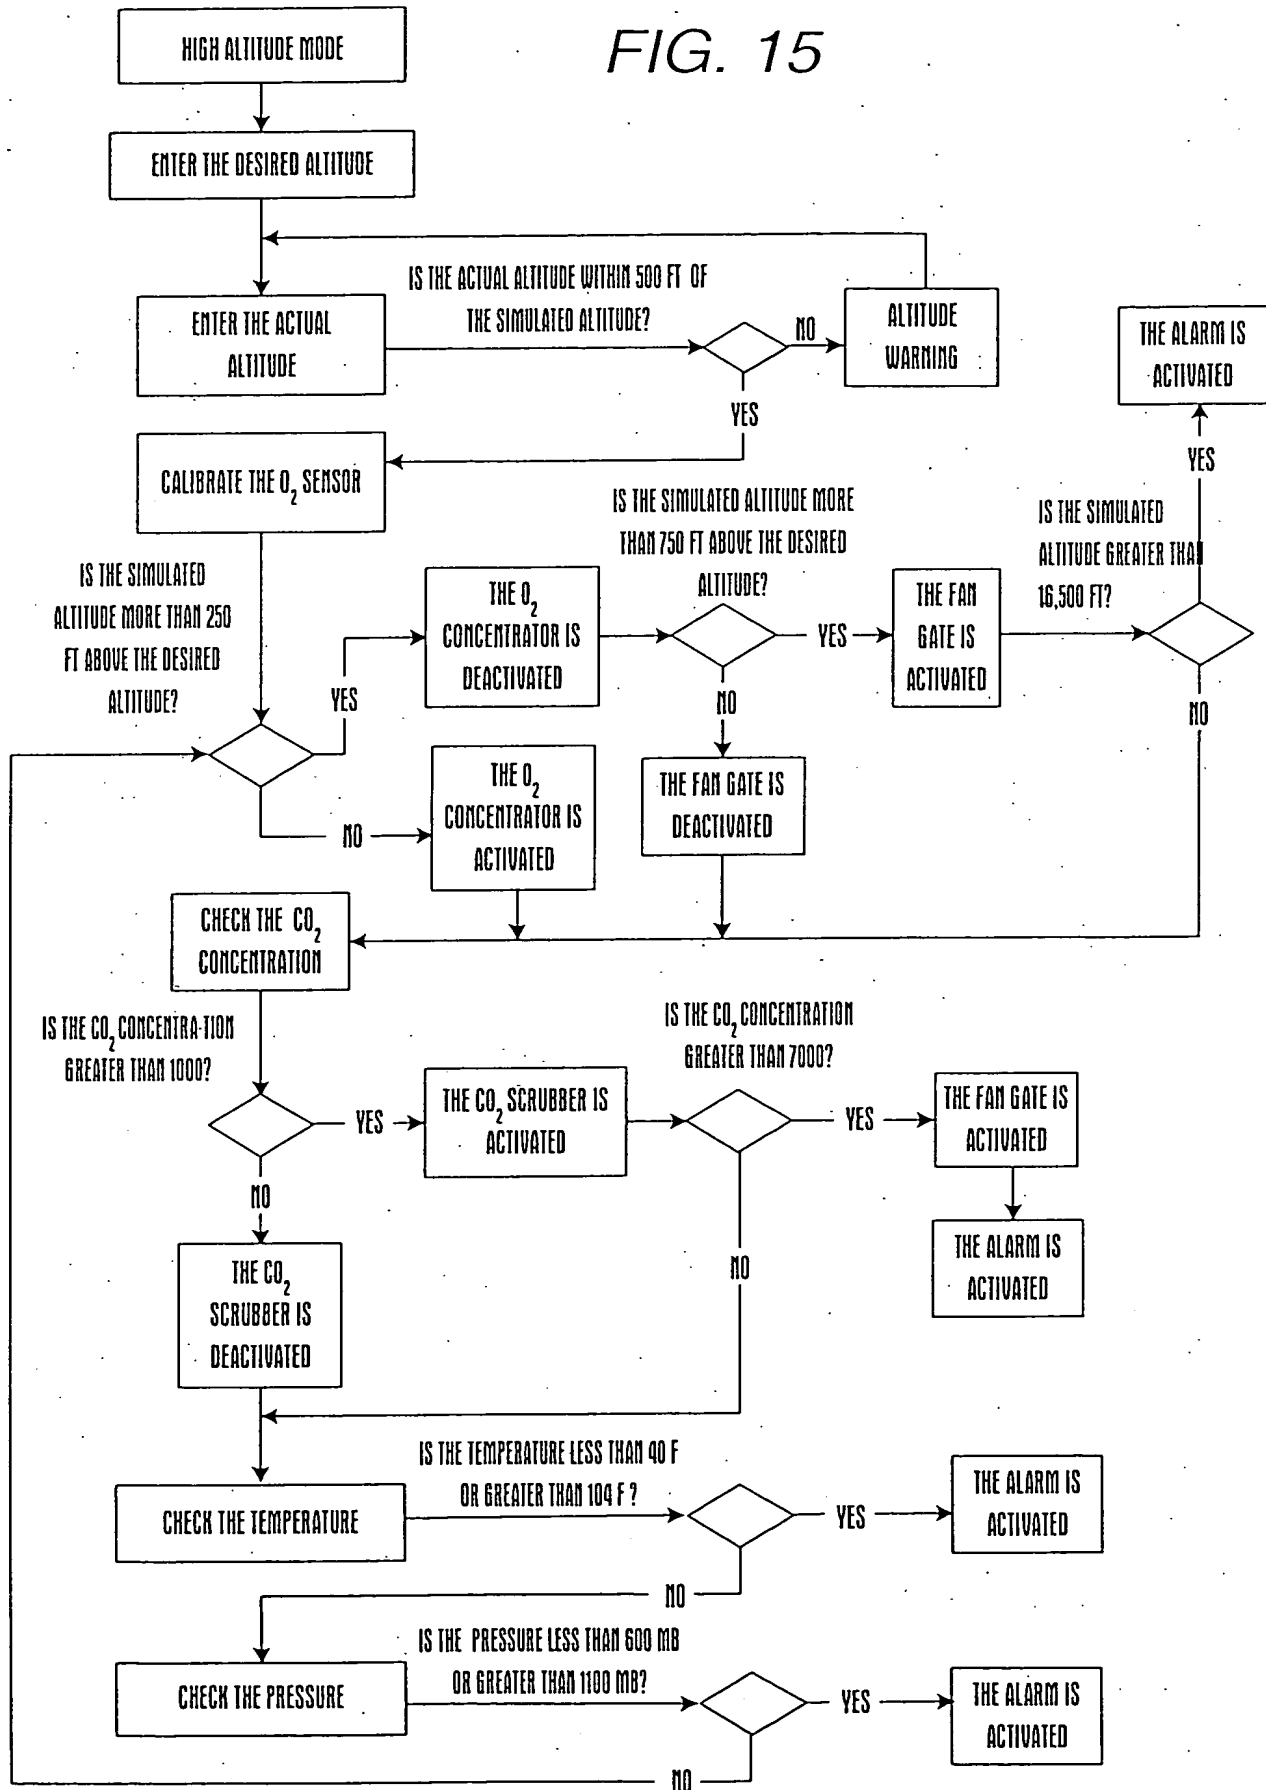 FIG. 15
HIGH ALTITUDE MODE
ENTER THE DESIRED ALTITUDE
IS THE ACTUAL ALTITUDE WITHIN 500 FT OF
THE SIMULATED ALTITUDE?
ENTER THE ACTUAL
ALTITUDE
NO
ALTITUDE
WARNING
THE ALARM IS
ACTIVATED
YES
YES
CALIBRATE THE O2 SENSOR
IS THE SIMULATED ALTITUDE MORE
THAN 750 FT ABOVE THE DESIRED
ALTITUDE?
IS THE SIMULATED
ALTITUDE GREATER THAN
16,500 FT?
IS THE SIMULATED
ALTITUDE MORE THAN 250
FT ABOVE THE DESIRED
ALTITUDE?
YES
THE O2
CONCENTRATOR IS
DEACTIVATED
YES
THE FAN
GATE IS
ACTIVATED
NO
NO
THE O2
CONCENTRATOR IS
ACTIVATED
THE FAN GATE IS
DEACTIVATED
NO
CHECK THE CO2
CONCENTRATION
IS THE CO2 CONCENTRA-TION
GREATER THAN 1000?
IS THE CO2 CONCENTRATION
GREATER THAN 7000?
YES
THE CO2 SCRUBBER IS
ACTIVATED
YES
THE FAN GATE IS
ACTIVATED
NO
NO
THE ALARM IS
ACTIVATED
THE CO2
SCRUBBER IS
DEACTIVATED
IS THE TEMPERATURE LESS THAN 40 F
OR GREATER THAN 104 F ?
CHECK THE TEMPERATURE
YES
THE ALARM IS
ACTIVATED
NO
IS THE PRESSURE LESS THAN 600 MB
OR GREATER THAN 1100 MB?
CHECK THE PRESSURE
YES
THE ALARM IS
ACTIVATED
NO